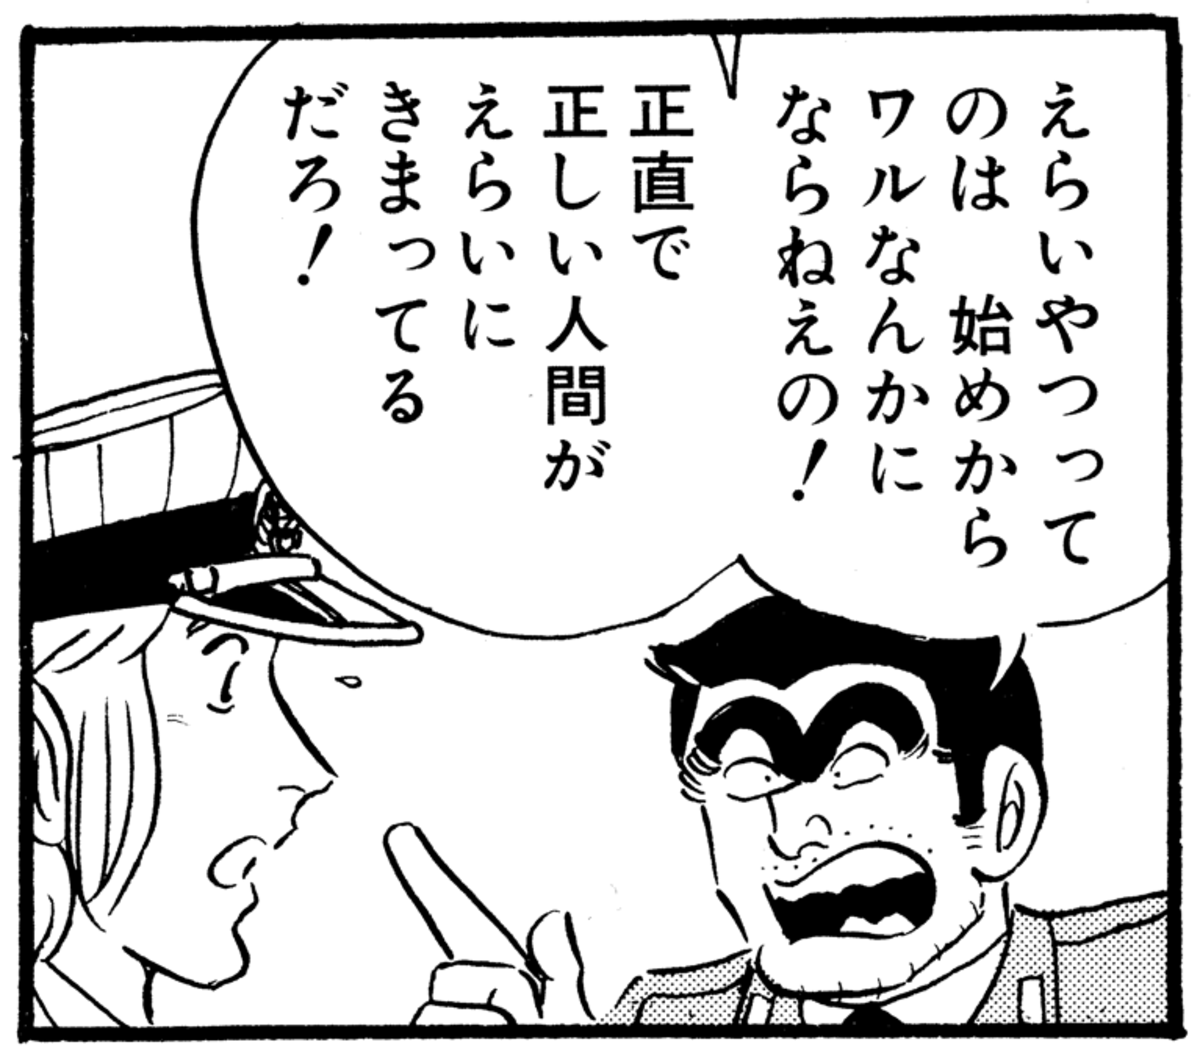 えらいやつって
のは　始めから
ワルなんかに
ならねえの！
正直で
正しい人間が
えらいに
きまってる
だろ！